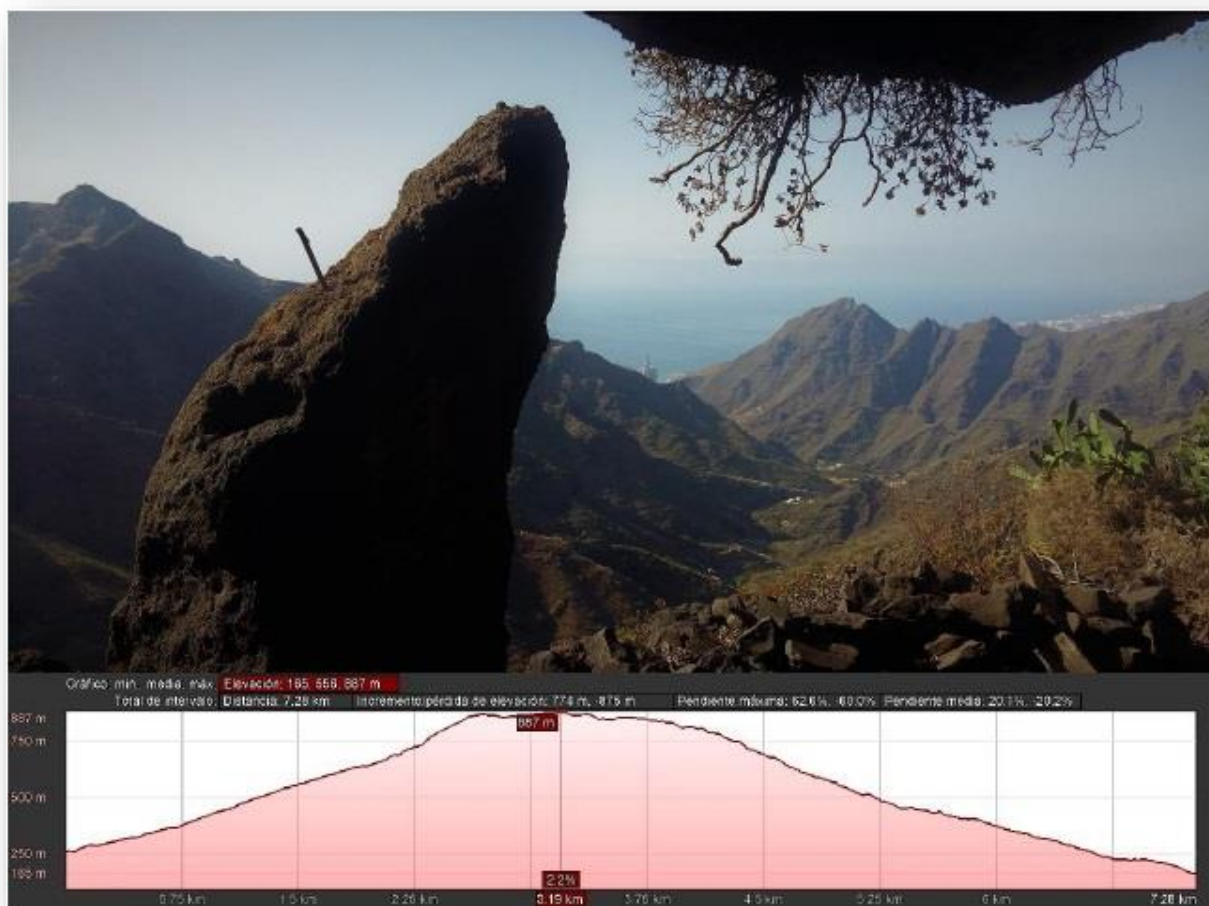 Gráfico: mín. media. máx. Elevación: 165, 556, 887 m
Total de intervalo: Distancia: 7,28 km Incremento/pérdida de elevación: 774 m, -875 m Pendiente máxima: 62.6%, -60.0% Pendiente media: 20.1%, -20.2%
887 m
750 m
500 m
250 m
165 m
887 m
2.2%
0.75 km 1.5 km 2.25 km 3.19 km 3.75 km 4.5 km 5.25 km 6 km 7.28 km